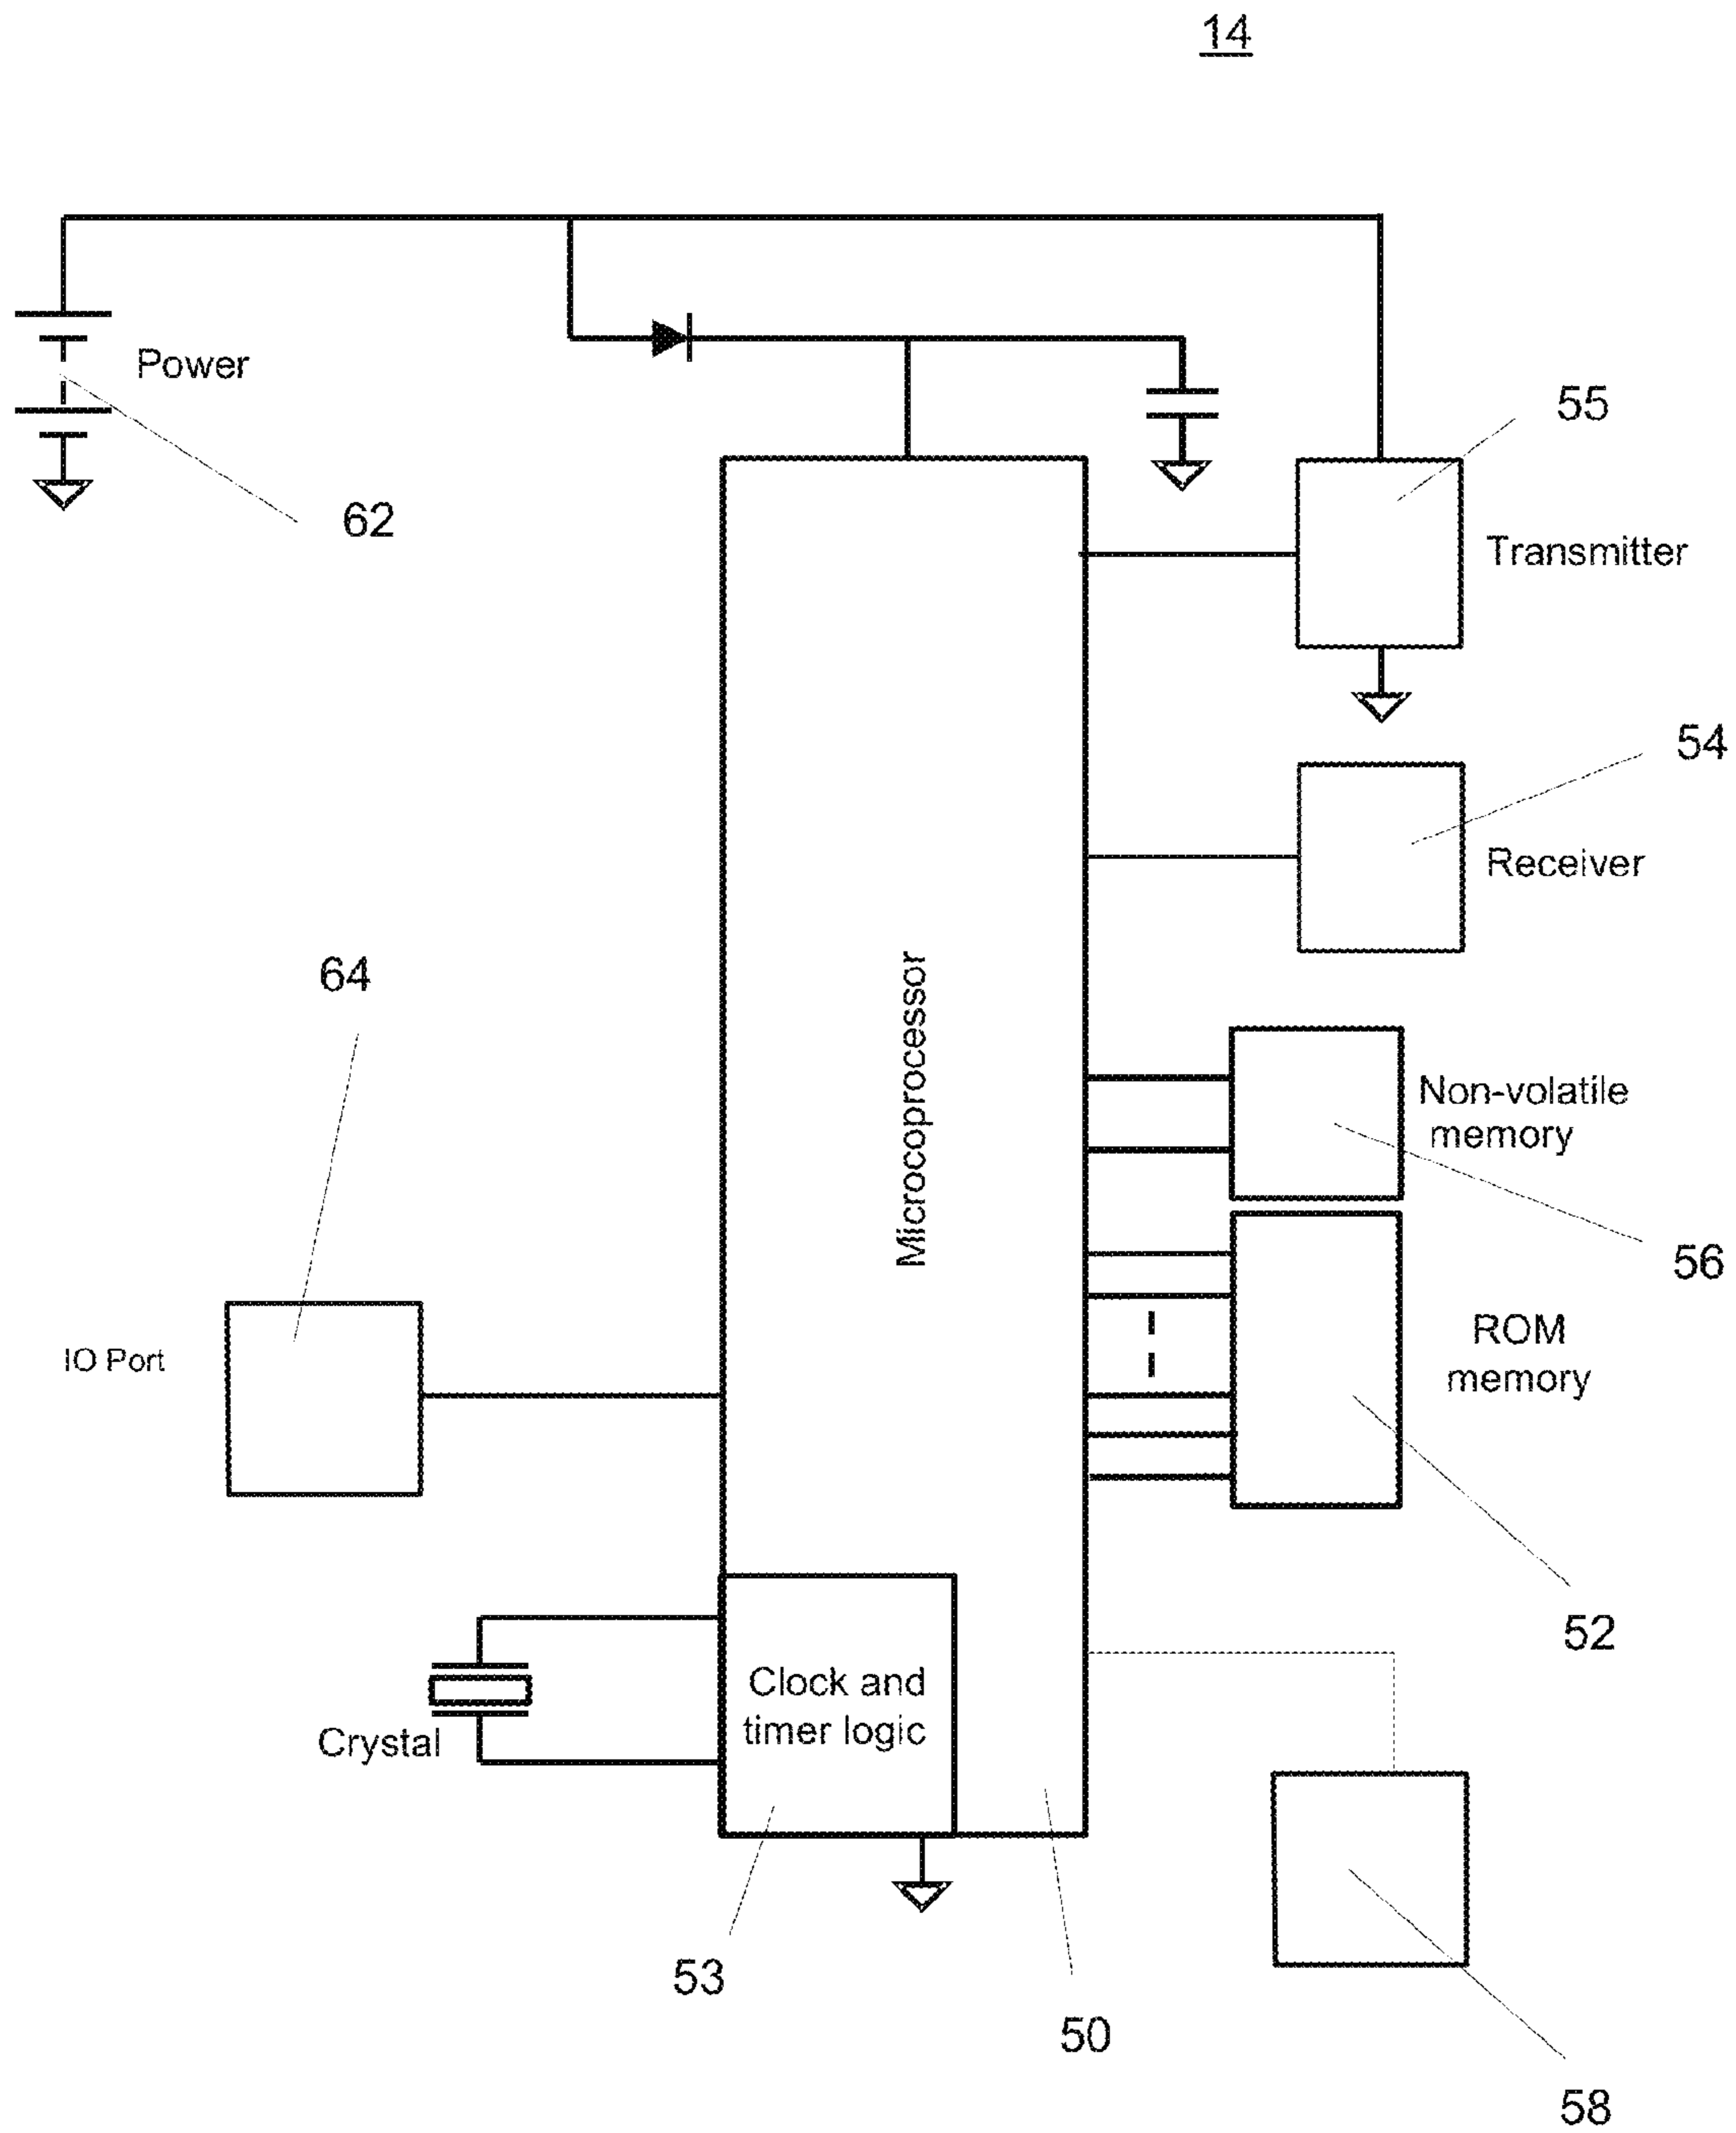 14
Power
62
55
Transmitter
54
Receiver
64
Microcoprocessor
Non-volatile
memory
56
IO Port
ROM
memory
52
Clock and
timer logic
Crystal
53
50
58